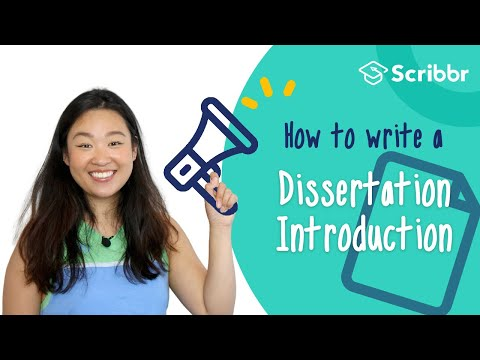 Scribbr
How to write a
Dissertation
Introduction